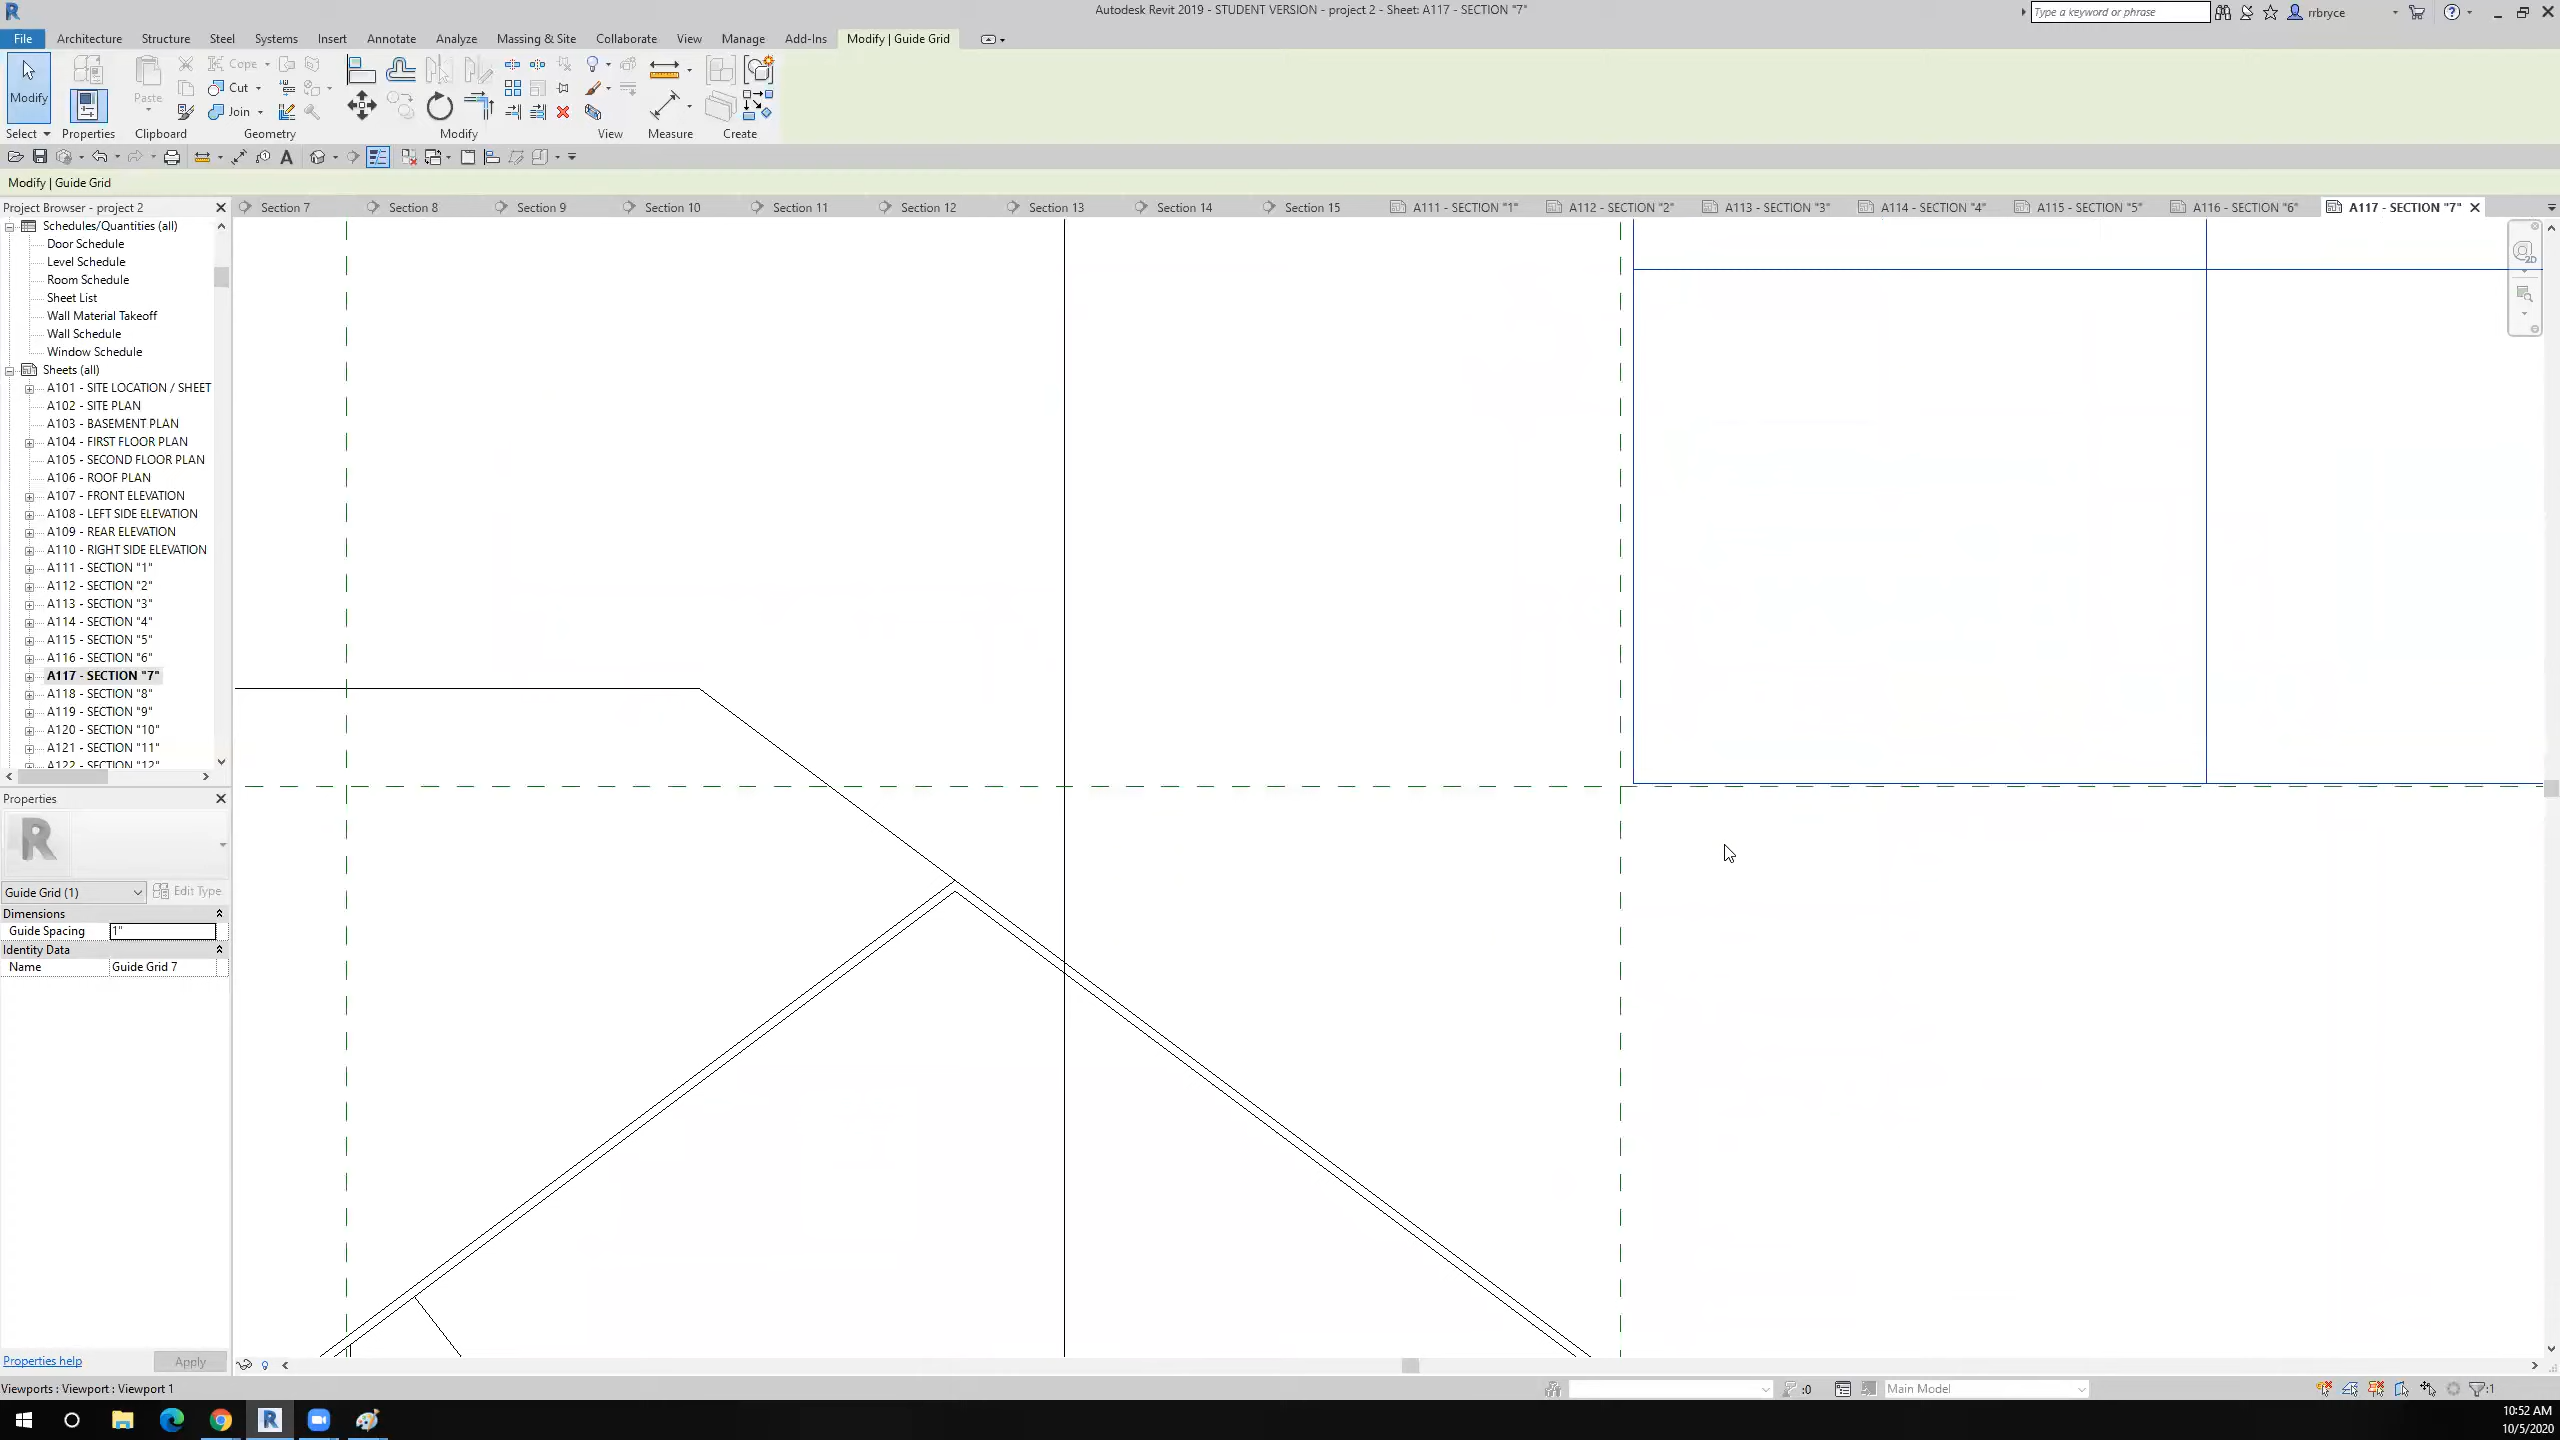 Autodesk Revit 2019 - STUDENT VERSION - project 2 - Sheet: A117 - SECTION "7"
Type a keyword or phrase
rrbryce
File
Architecture
Structure
Steel
Systems
Insert
Annotate
Analyze
Massing & Site
Collaborate
View
Manage
Add-Ins
Modify | Guide Grid
Modify
Paste
Cope
Cut
Join
Select
Properties
Clipboard
Geometry
Modify
View
Measure
Create
Modify | Guide Grid
Project Browser - project 2
Section 7
Section 8
Section 9
Section 10
Section 11
Section 12
Section 13
Section 14
Section 15
A111 - SECTION "1"
A112 - SECTION "2"
A113 - SECTION "3"
A114 - SECTION "4"
A115 - SECTION "5"
A116 - SECTION "6"
A117 - SECTION "7"
2D
Schedules/Quantities (all)
Door Schedule
Level Schedule
Room Schedule
Sheet List
Wall Material Takeoff
Wall Schedule
Window Schedule
Sheets (all)
A101 - SITE LOCATION / SHEET
A102 - SITE PLAN
A103 - BASEMENT PLAN
A104 - FIRST FLOOR PLAN
A105 - SECOND FLOOR PLAN
A106 - ROOF PLAN
A107 - FRONT ELEVATION
A108 - LEFT SIDE ELEVATION
A109 - REAR ELEVATION
A110 - RIGHT SIDE ELEVATION
A111 - SECTION "1"
A112 - SECTION "2"
A113 - SECTION "3"
A114 - SECTION "4"
A115 - SECTION "5"
A116 - SECTION "6"
A117 - SECTION "7"
A118 - SECTION "8"
A119 - SECTION "9"
A120 - SECTION "10"
A121 - SECTION "11"
A122 - SECTION "12"
Properties
Guide Grid (1)
Edit Type
Dimensions
Guide Spacing 1"
Identity Data
Name Guide Grid 7
Properties help
Apply
Viewports : Viewport : Viewport 1
:0
Main Model
:1
10:52 AM
10/5/2020